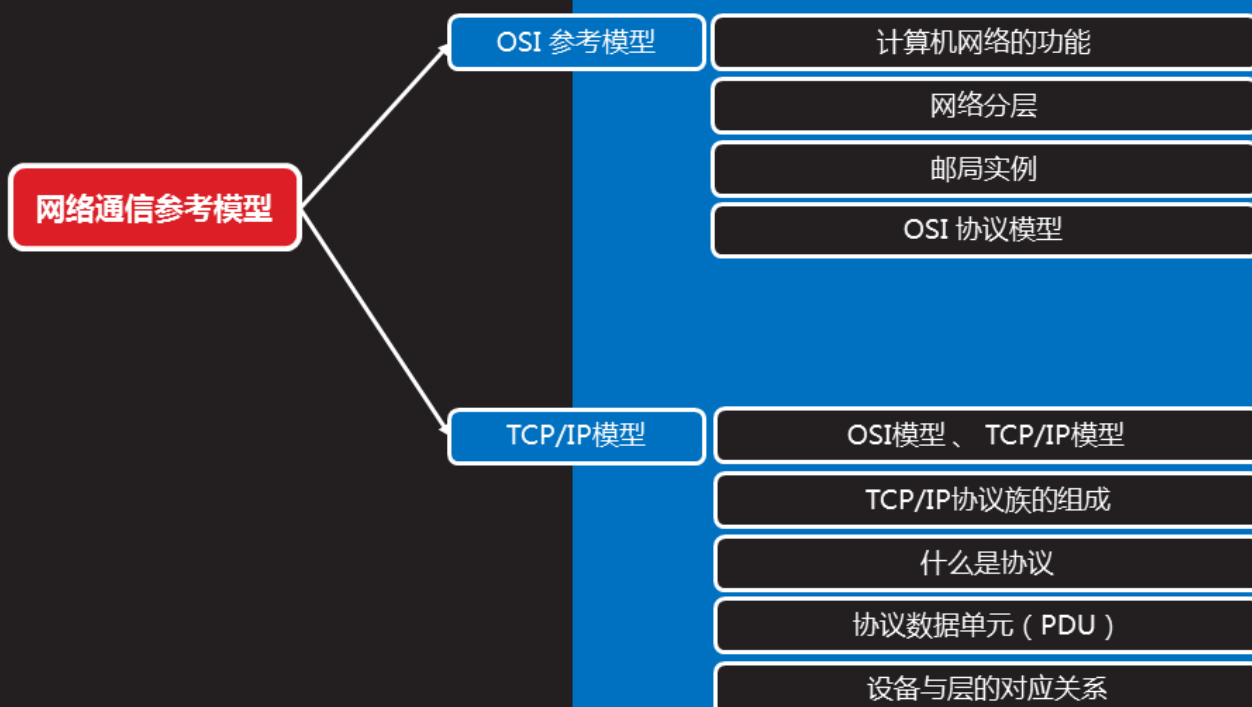 网络通信参考模型
OSI 参考模型
计算机网络的功能
网络分层
邮局实例
OSI 协议模型
TCP/IP模型
OSI模型 、 TCP/IP模型
TCP/IP协议族的组成
什么是协议
协议数据单元 ( PDU )
设备与层的对应关系